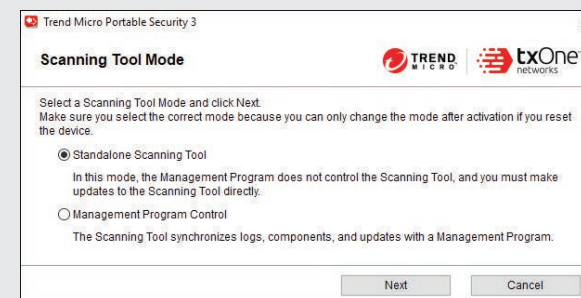 Trend Micro Portable Security 3
Scanning Tool Mode
TREND MICRO
txOne networks
Select a Scanning Tool Mode and click Next.
Make sure you select the correct mode because you can only change the mode after activation if you reset
the device.
Standalone Scanning Tool
In this mode, the Management Program does not control the Scanning Tool, and you must make
updates to the Scanning Tool directly.
Management Program Control
The Scanning Tool synchronizes logs, components, and updates with a Management Program.
Next
Cancel